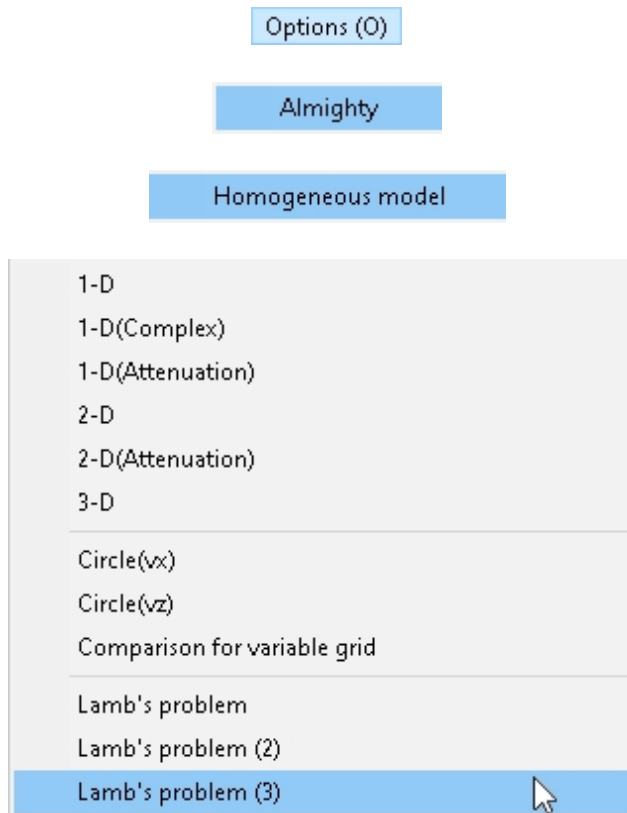 Options (O)
Almighty
Homogeneous model
1-D
1-D(Complex)
1-D(Attenuation)
2-D
2-D(Attenuation)
3-D
Circle(vx)
Circle(vz)
Comparison for variable grid
Lamb's problem
Lamb's problem (2)
Lamb's problem (3)